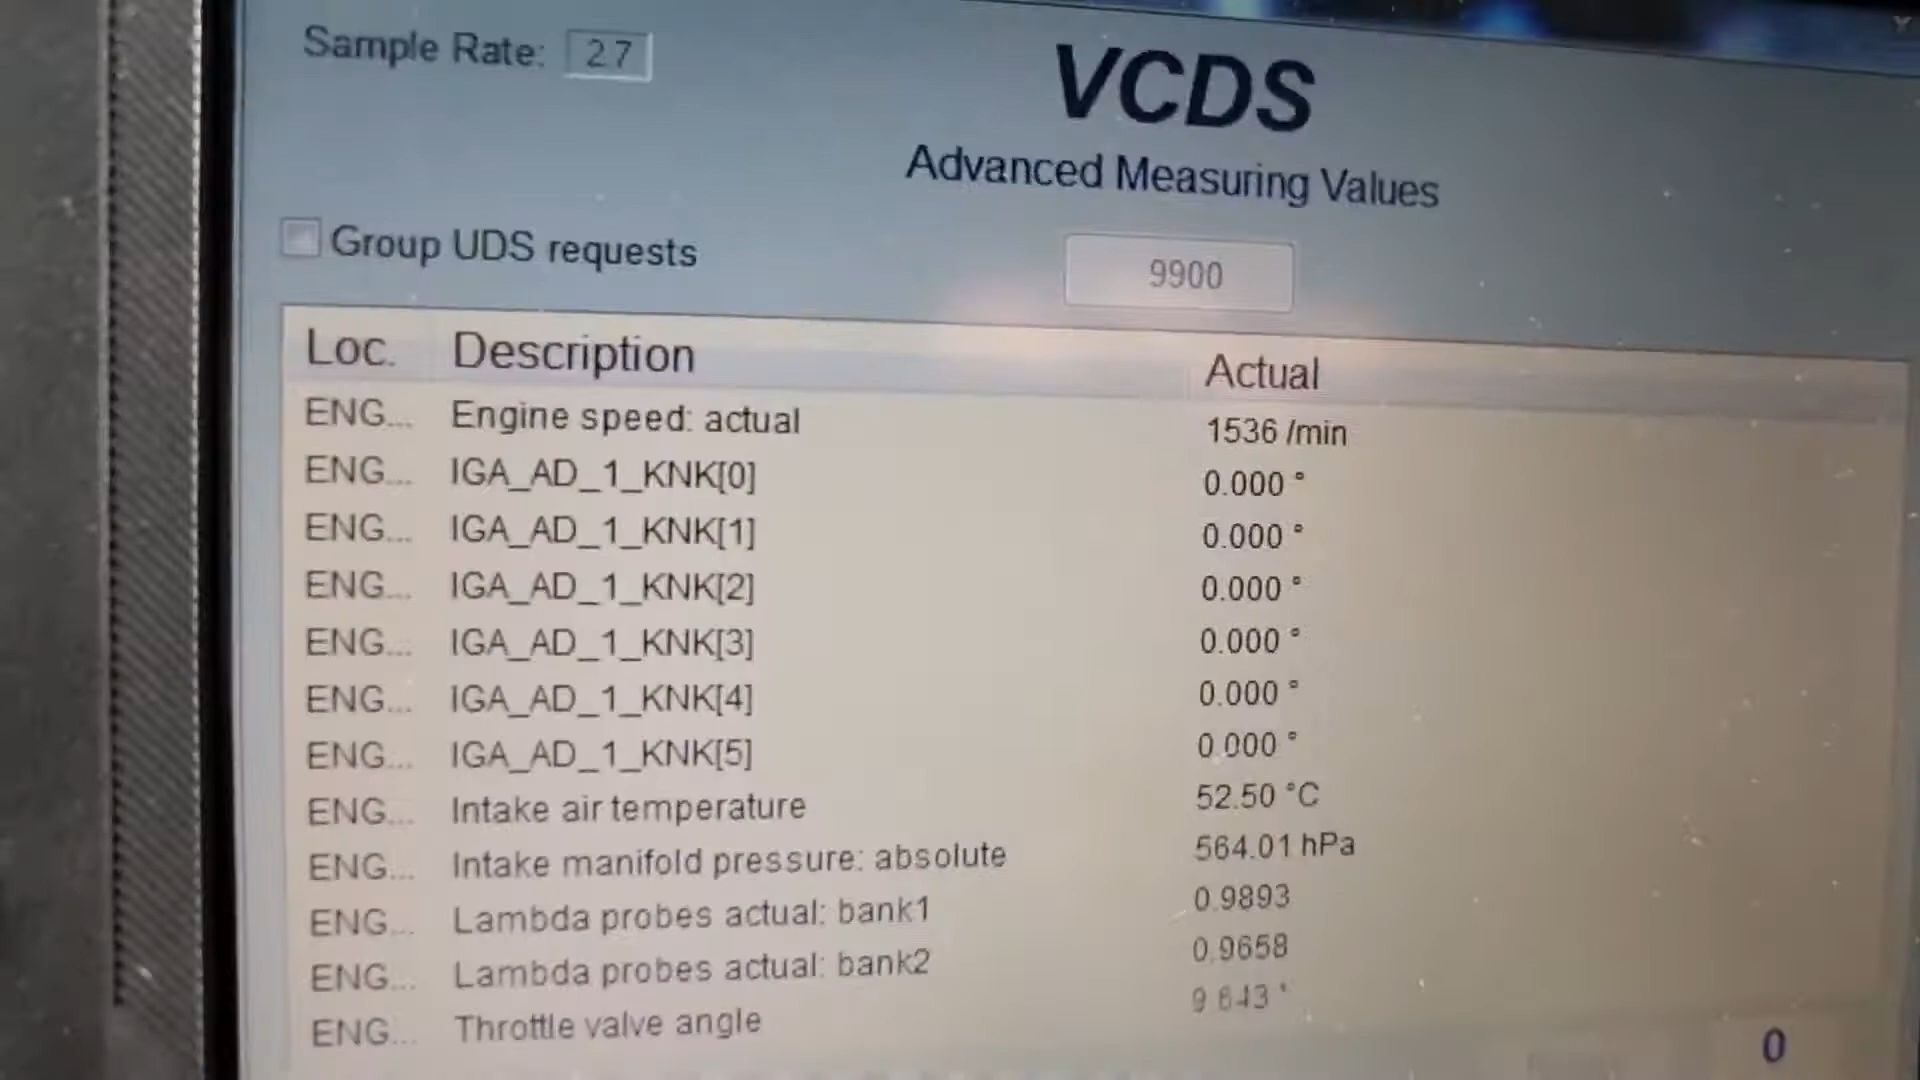 Sample Rate: 2.7
VCDS
Advanced Measuring Values
Group UDS requests
9900
Loc. Description Actual
ENG... Engine speed: actual 1536 /min
ENG... IGA_AD_1_KNK[0] 0.000 °
ENG... IGA_AD_1_KNK[1] 0.000 °
ENG... IGA_AD_1_KNK[2] 0.000 °
ENG... IGA_AD_1_KNK[3] 0.000 °
ENG... IGA_AD_1_KNK[4] 0.000 °
ENG... IGA_AD_1_KNK[5] 0.000 °
ENG... Intake air temperature 52.50 °C
ENG... Intake manifold pressure: absolute 564.01 hPa
ENG... Lambda probes actual: bank1 0.9893
ENG... Lambda probes actual: bank2 0.9658
ENG... Throttle valve angle
0